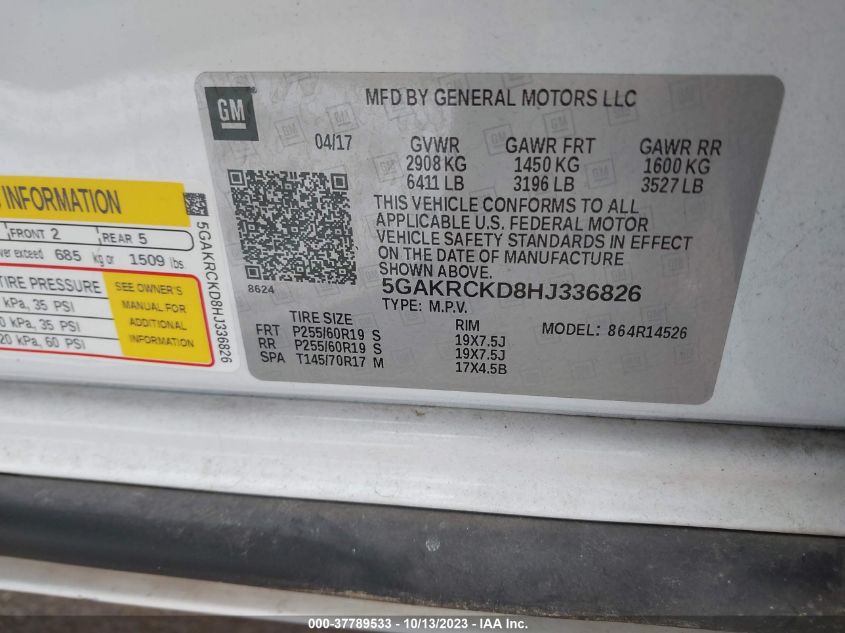 GM
MFD BY GENERAL MOTORS LLC
04/17
GVWR GAWR FRT GAWR RR
2908 KG 1450 KG 1600 KG
6411 LB 3196 LB 3527 LB
THIS VEHICLE CONFORMS TO ALL
APPLICABLE U.S. FEDERAL MOTOR
VEHICLE SAFETY STANDARDS IN EFFECT
ON THE DATE OF MANUFACTURE
SHOWN ABOVE.
8624
5GAKRCKD8HJ336826
TYPE: M.P.V.
TIRE SIZE RIM MODEL: 864R14526
FRT P255/60R19 S 19X7.5J
RR P255/60R19 S 19X7.5J
SPA T145/70R17 M 17X4.5B
INFORMATION
FRONT 2 REAR 5
exceed 685 kg or 1509 lbs.
TIRE PRESSURE
kPa, 35 PSI
kPa, 35 PSI
kPa, 60 PSI
SEE OWNER'S
MANUAL FOR
ADDITIONAL
INFORMATION
5GAKRCKD8HJ336826
000-37789533 - 10/13/2023 - IAA Inc.